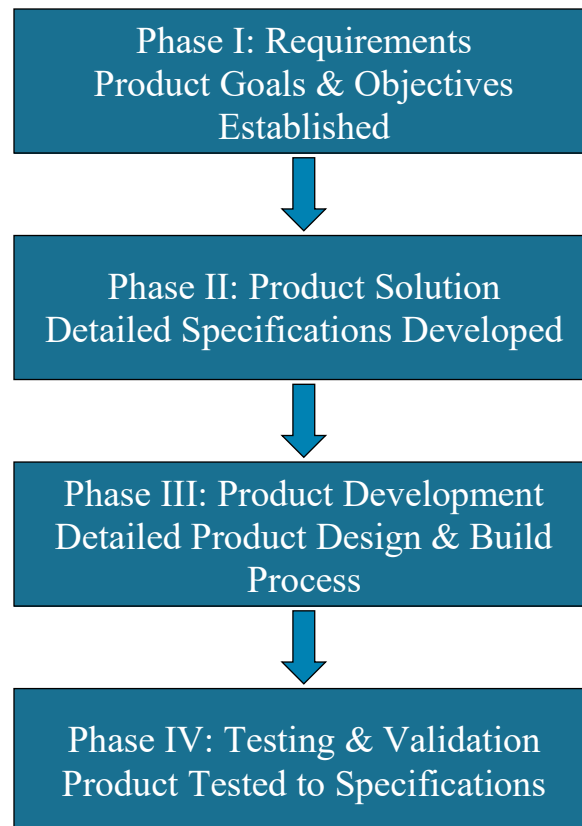 Phase I: Requirements
Product Goals & Objectives
Established
Phase II: Product Solution
Detailed Specifications Developed
Phase III: Product Development
Detailed Product Design & Build
Process
Phase IV: Testing & Validation
Product Tested to Specifications